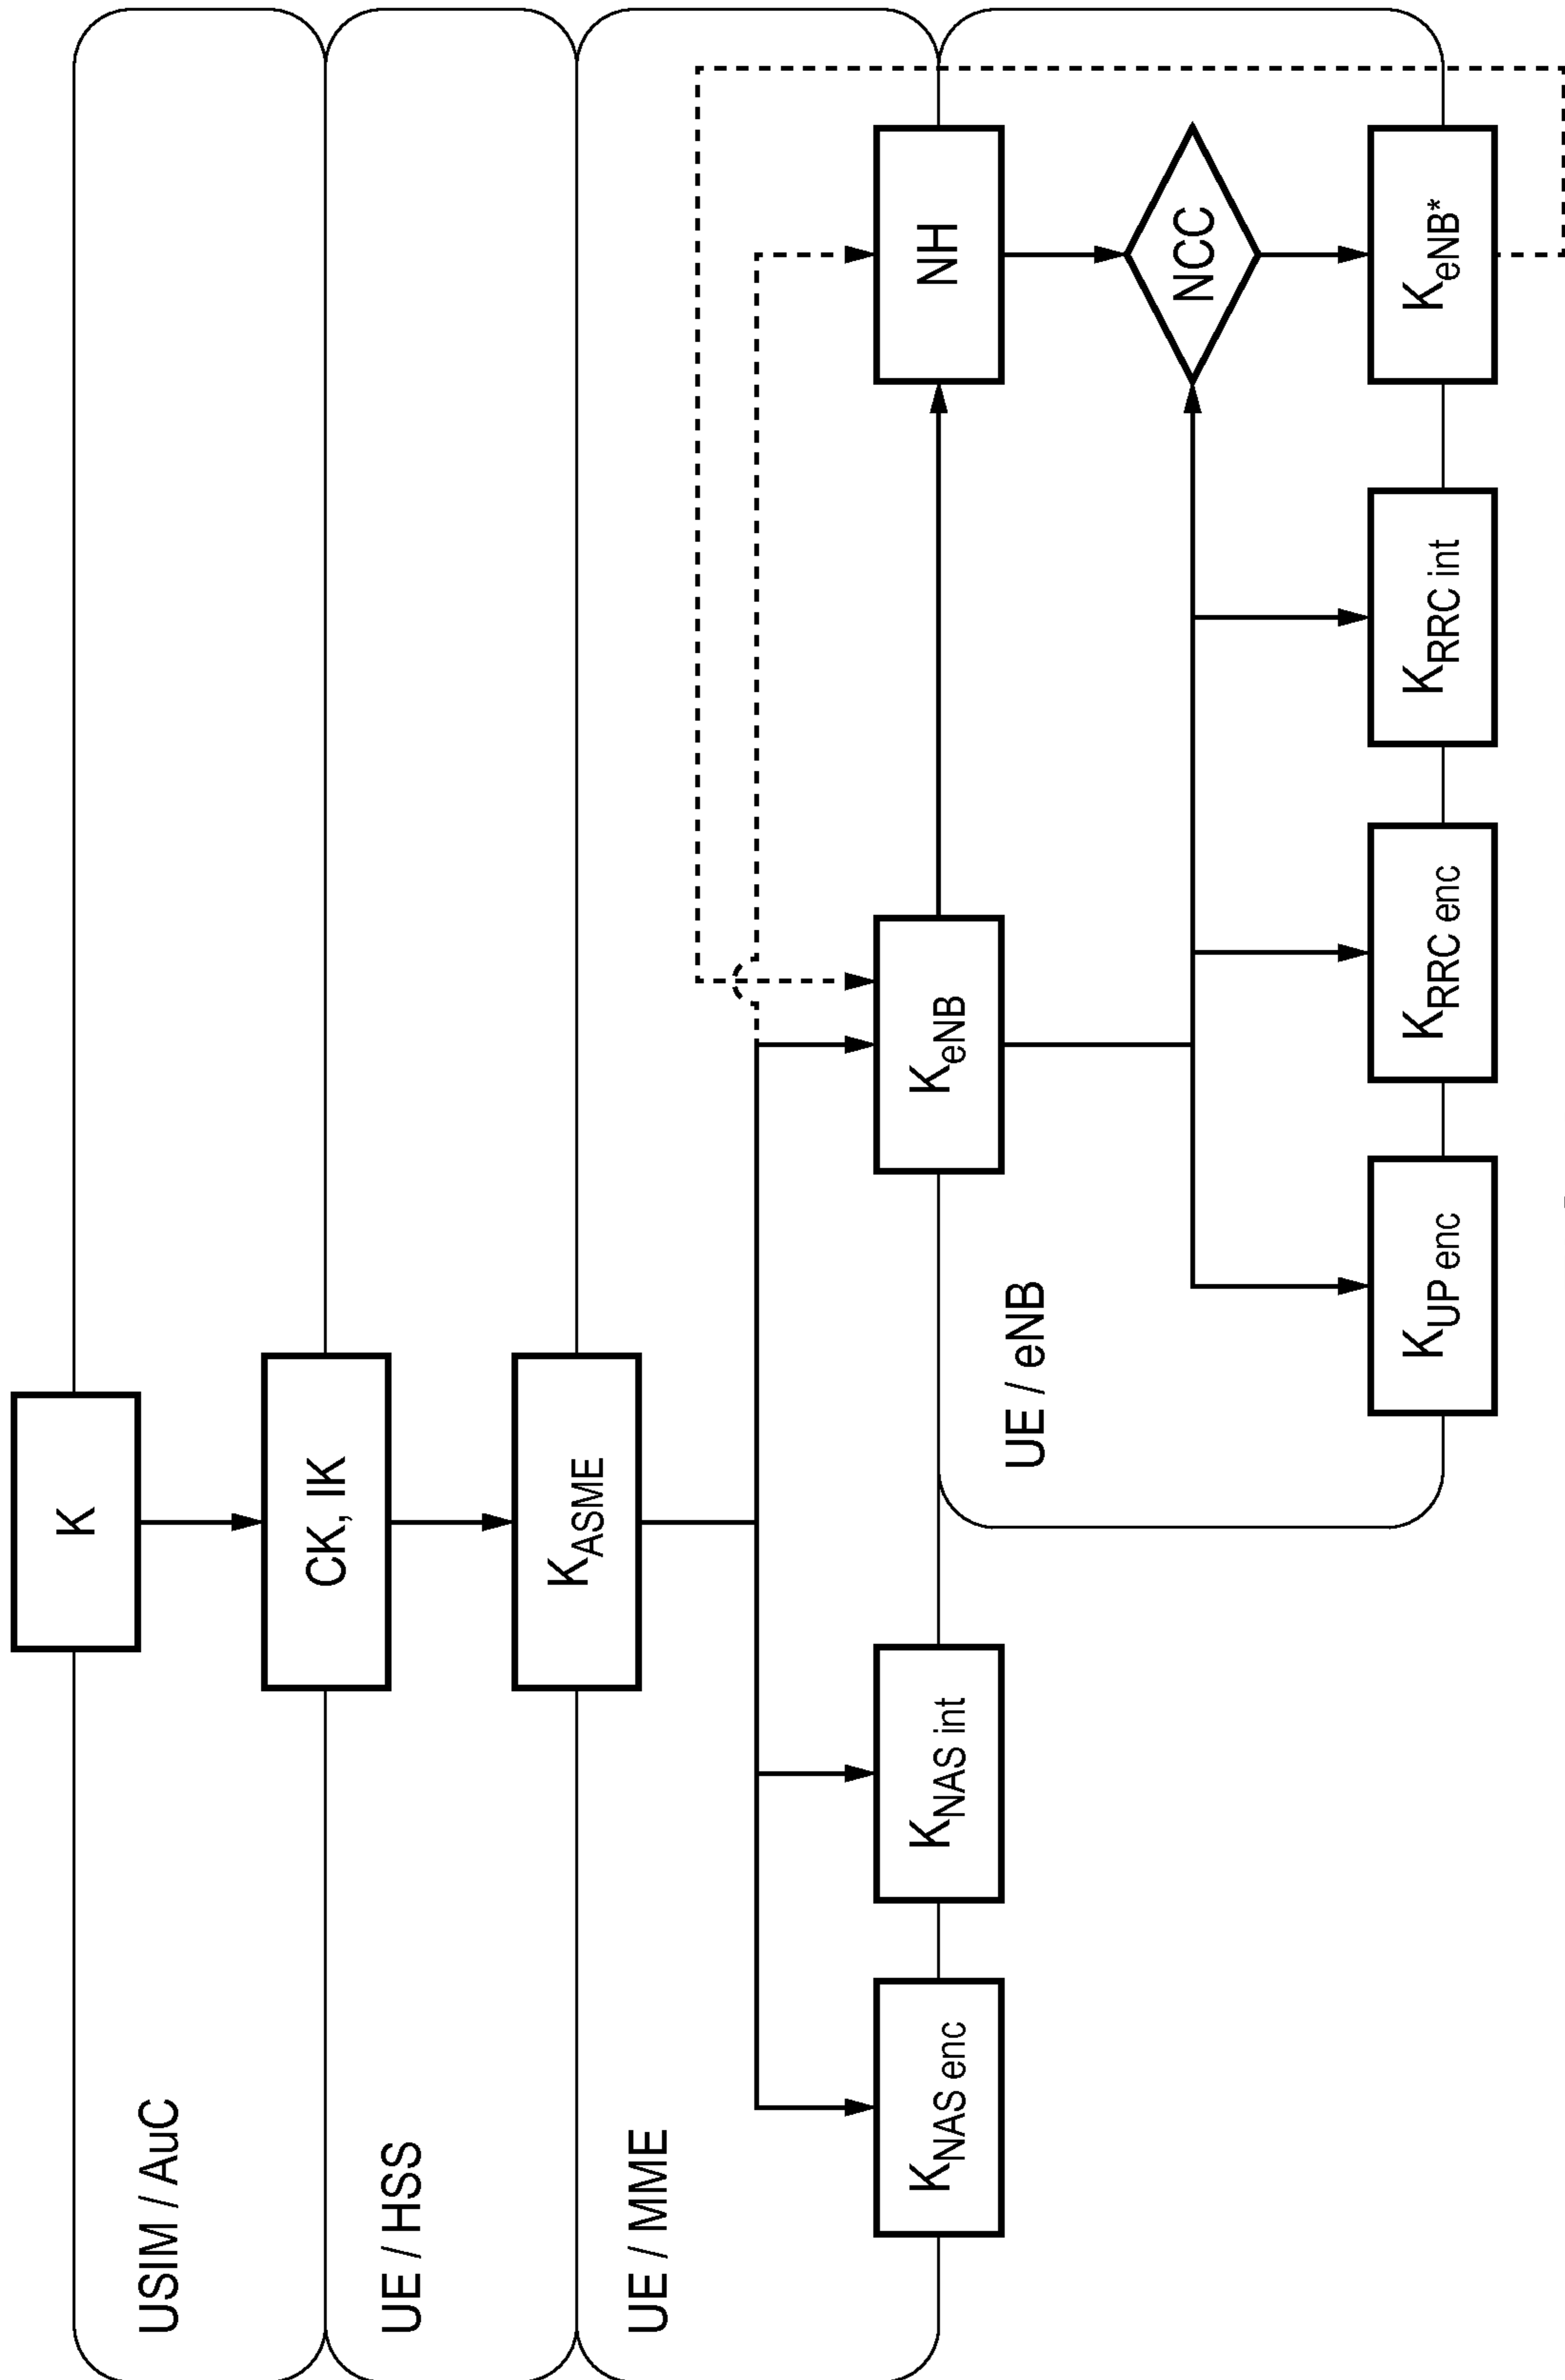 K
USIM / AuC
CK, IK
UE / HSS
KASME
UE / MME
KNAS enc
KNAS int
KeNB
NH
UE / eNB
NCC
KUP enc
KRRC enc
KRRC int
KeNB*